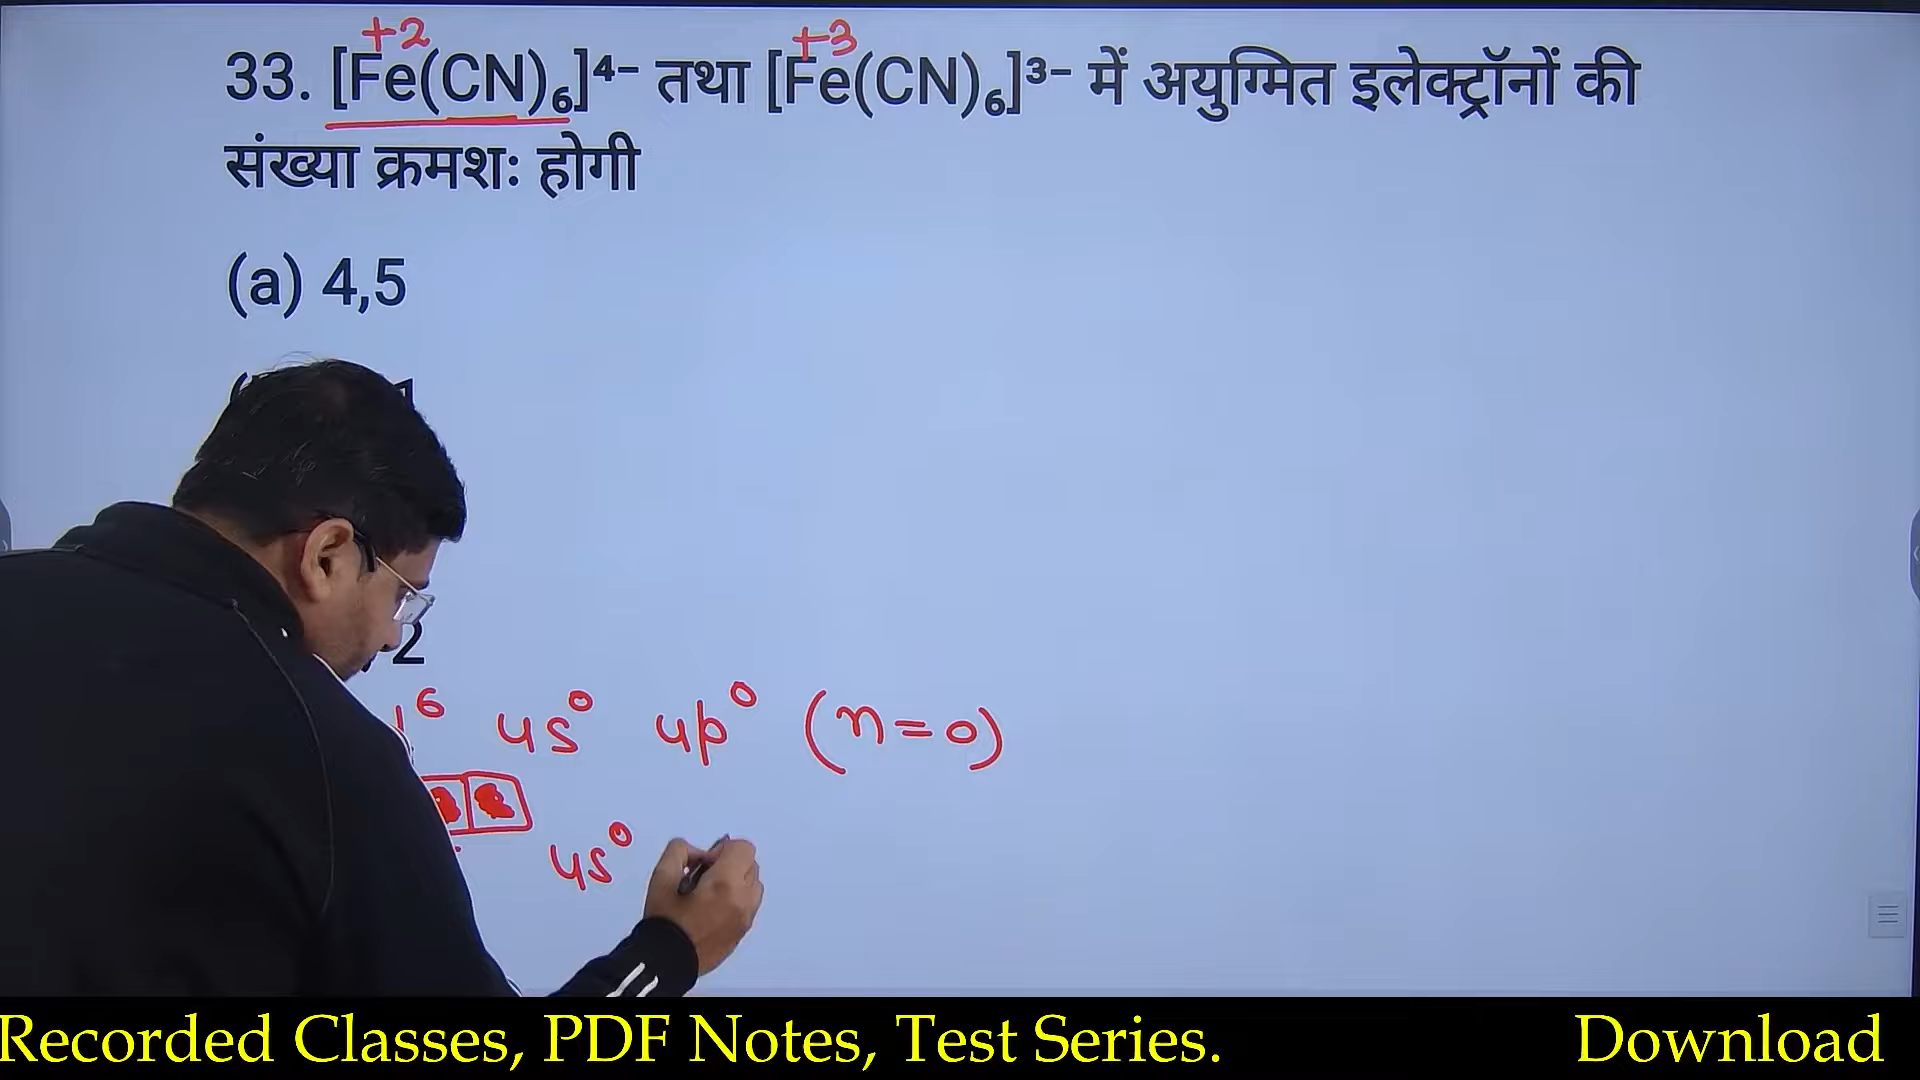 +2 +3
33. [Fe(CN)₆]⁴⁻ तथा [Fe(CN)₆]³⁻ में अयुग्मित इलेक्ट्रॉनों की
संख्या क्रमशः होगी
(a) 4,5
2
6 4s⁰ 4p⁰ (n=0)
4s⁰
Recorded Classes, PDF Notes, Test Series. Download